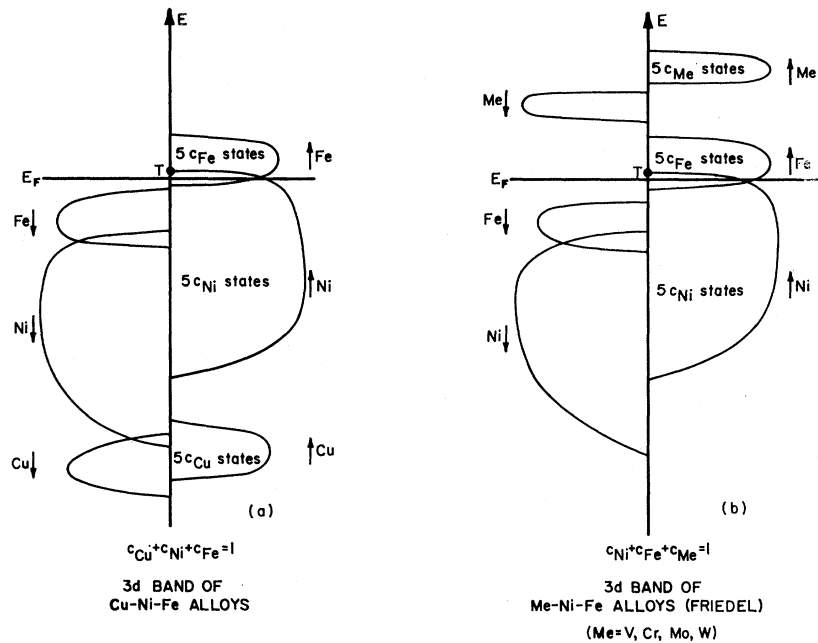 E
5cFe states
↑Fe
T
EF
Fe↓
5cNi states
↑Ni
Ni↓
Cu↓
5cCu states
↑Cu
(a)
cCu+cNi+cFe=1
3d BAND OF
Cu-Ni-Fe ALLOYS
E
5cMe states
↑Me
Me↓
5cFe states
↑Fe
T
EF
Fe↓
5cNi states
↑Ni
Ni↓
(b)
cNi+cFe+cMe=1
3d BAND OF
Me-Ni-Fe ALLOYS (FRIEDEL)
(Me=V, Cr, Mo, W)